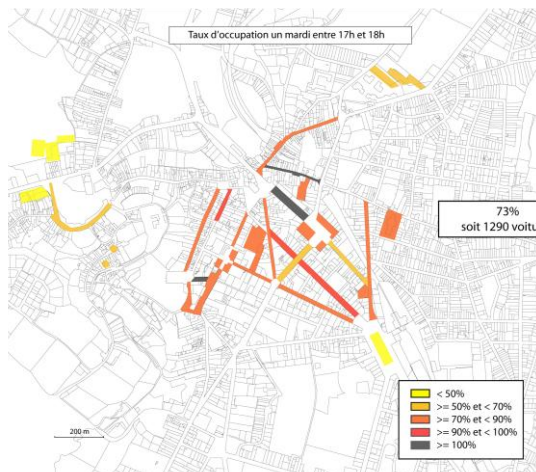 Taux d'occupation un mardi entre 17h et 18h
73%
soit 1290 voitu
< 50%
>= 50% et < 70%
>= 70% et < 90%
>= 90% et < 100%
>= 100%
200 m